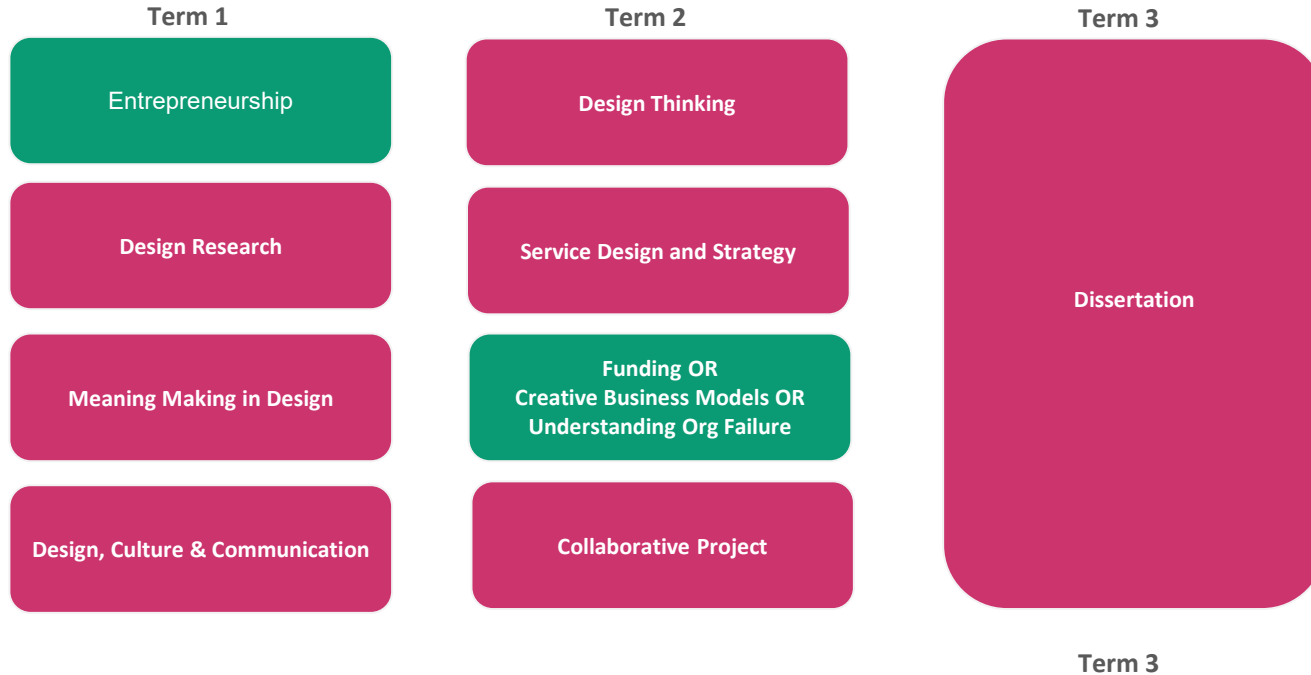 Term 1
Term 2
Term 3
Entrepreneurship
Design Thinking
Design Research
Service Design and Strategy
Dissertation
Meaning Making in Design
Funding OR
Creative Business Models OR
Understanding Org Failure
Design, Culture & Communication
Collaborative Project
Term 3